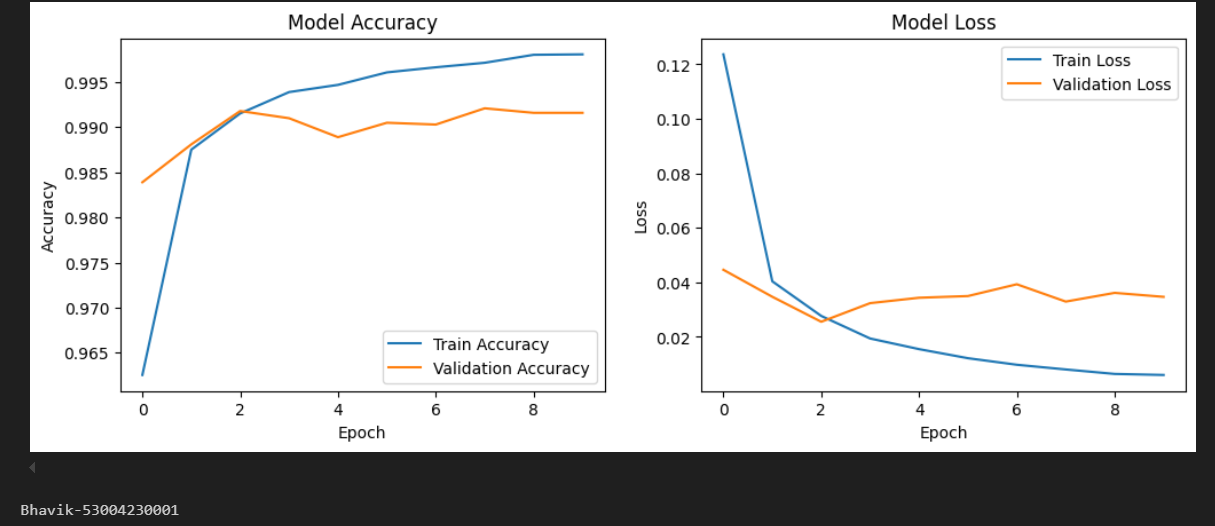 Model Accuracy
0.995
0.990
0.985
0.980
0.975
0.970
0.965
Accuracy
Train Accuracy
Validation Accuracy
0 2 4 6 8
Epoch
Model Loss
0.12
0.10
0.08
0.06
0.04
0.02
Loss
Train Loss
Validation Loss
0 2 4 6 8
Epoch
Bhavik-53004230001